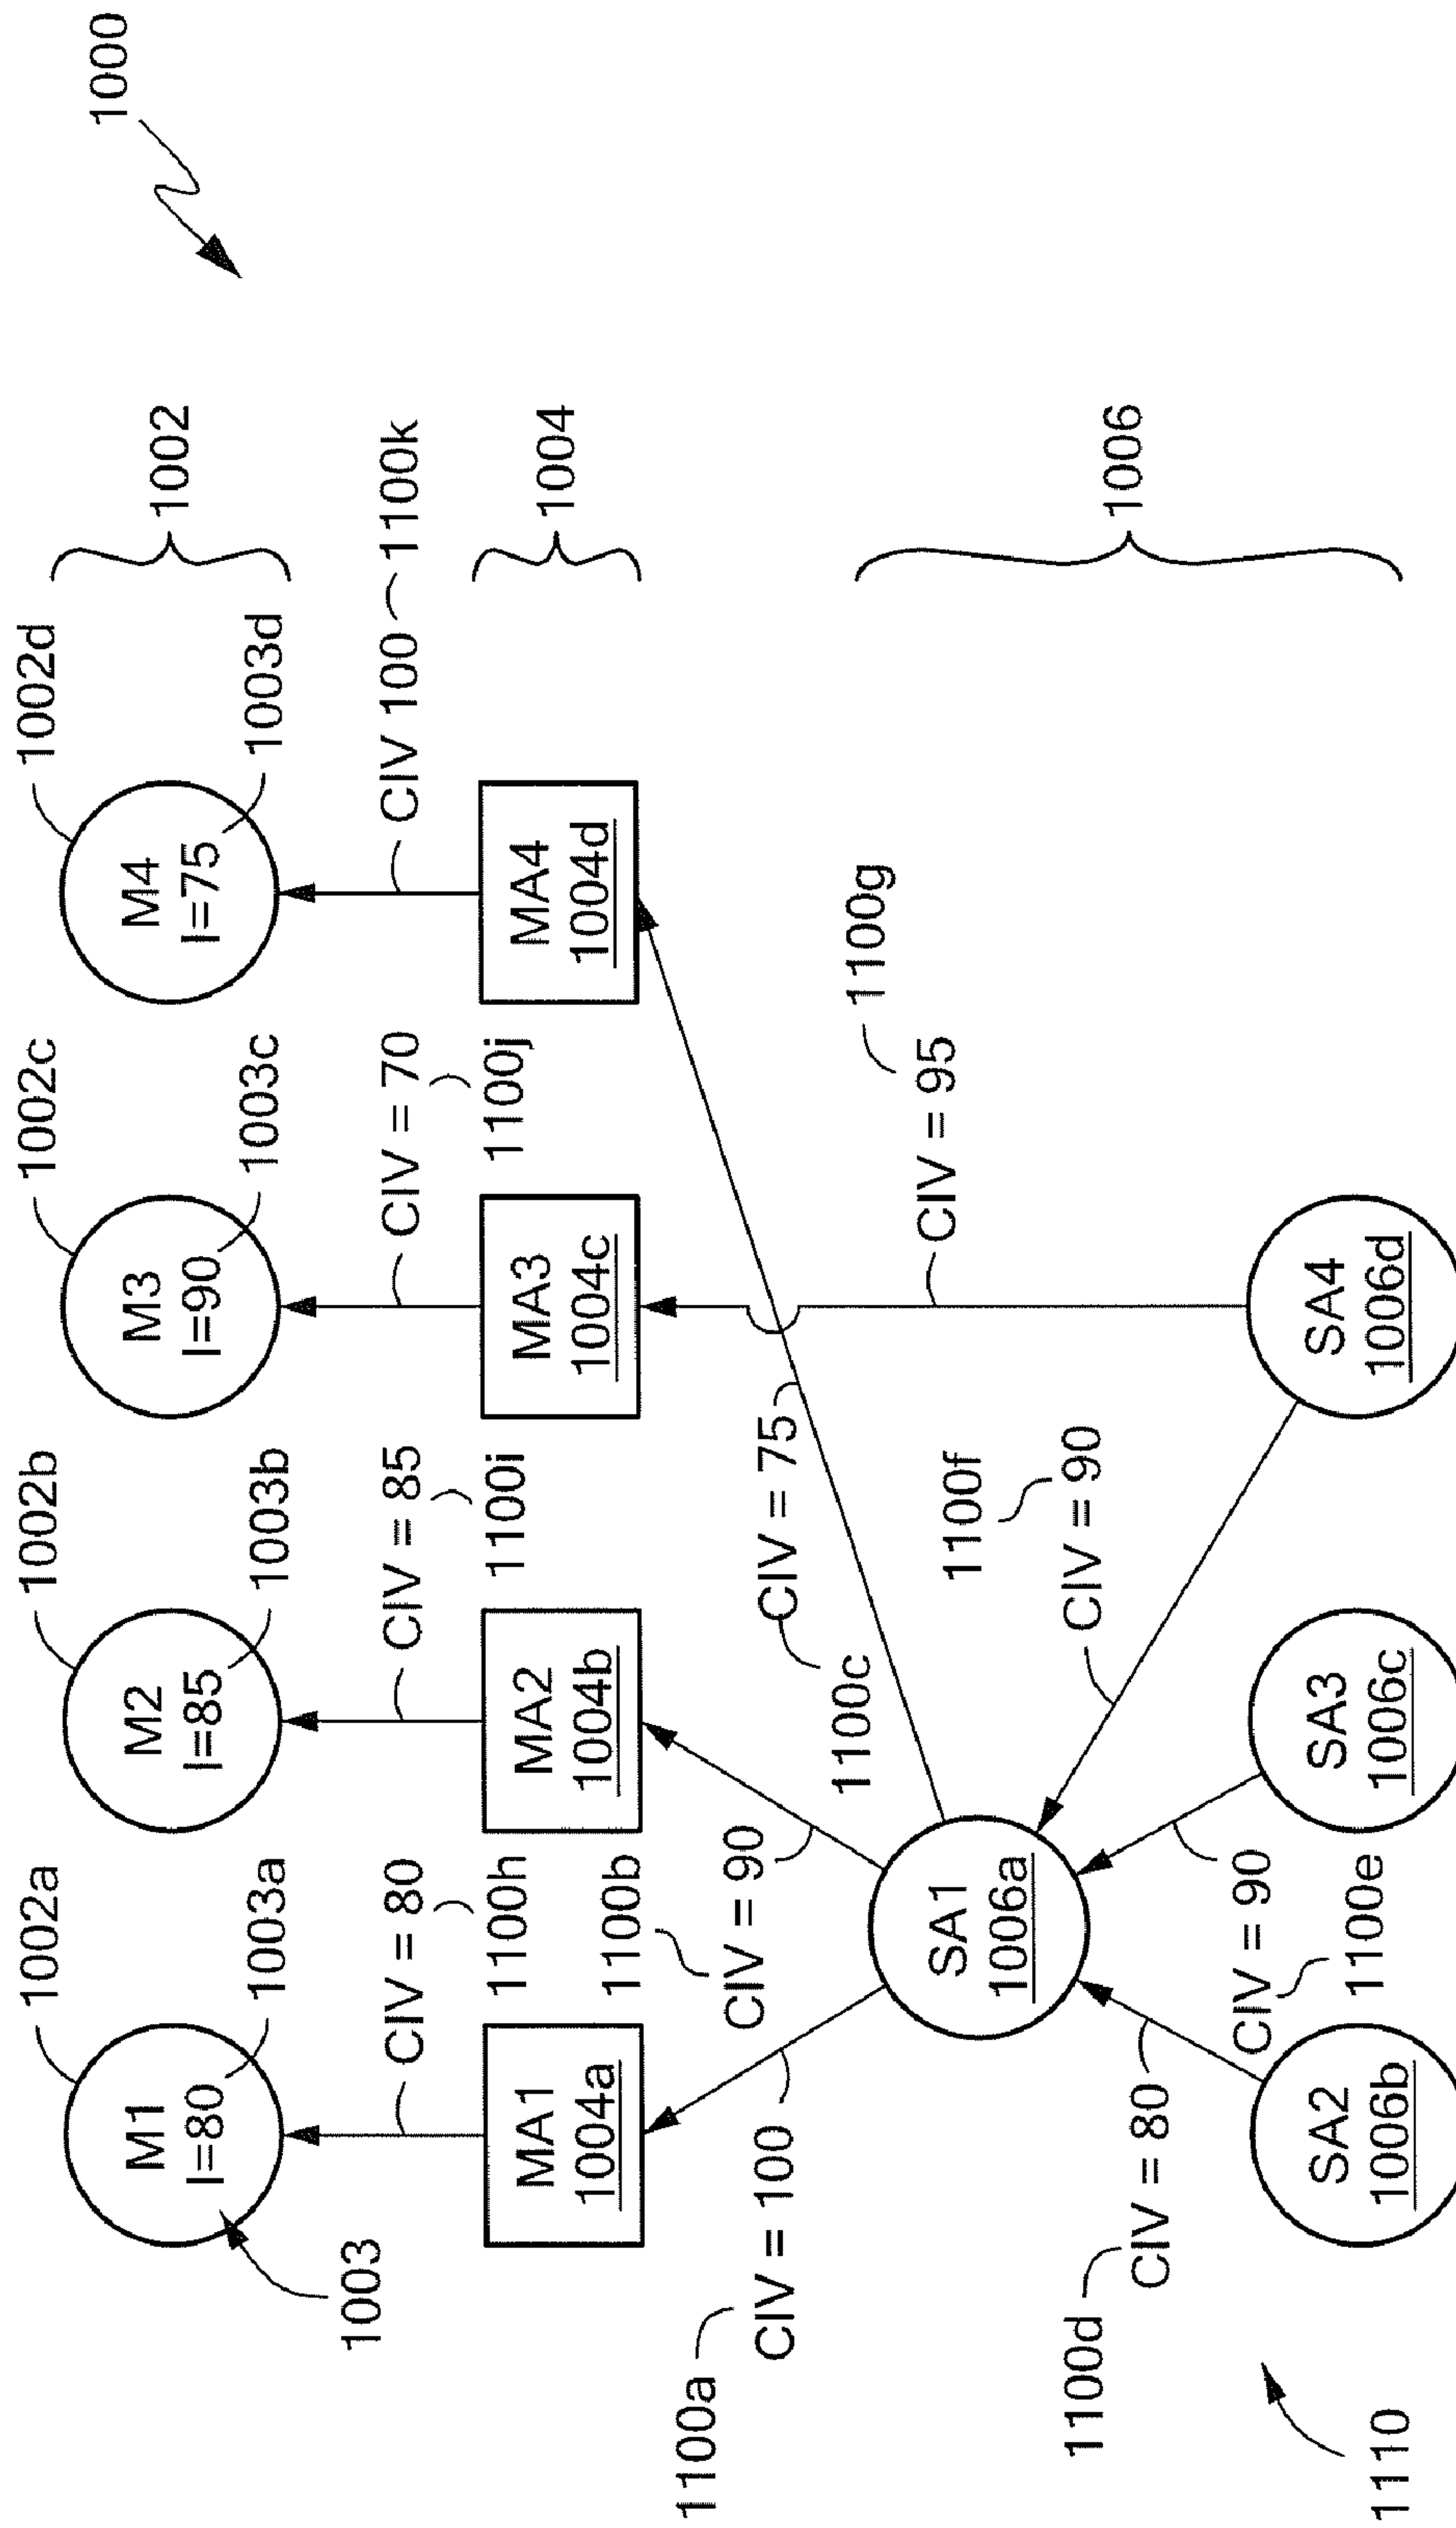 1000
1002a
1002b
1002c
1002d
M1
I=80
M2
I=85
M3
I=90
M4
I=75
1002
1003
1003a
1003b
1003c
1003d
CIV = 80
CIV = 85
CIV = 70
CIV 100
1100k
1100h
1100i
1100j
MA1
1004a
MA2
1004b
MA3
1004c
MA4
1004d
1004
1100a
CIV = 100
1100b
CIV = 90
CIV = 75
1100c
1100g
CIV = 95
SA1
1006a
1100f
CIV = 90
1006
1100d
CIV = 80
CIV = 90
1100e
SA2
1006b
SA3
1006c
SA4
1006d
1110